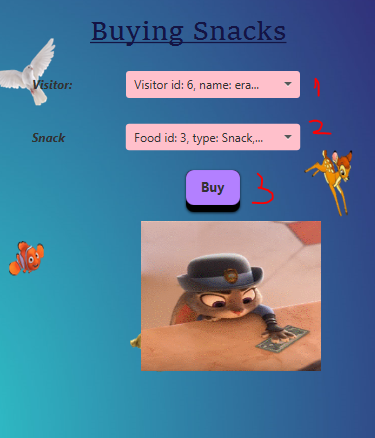 Buying Snacks
Visitor: Visitor id: 6, name: era... 1
Snack Food id: 3, type: Snack,... 2
Buy 3